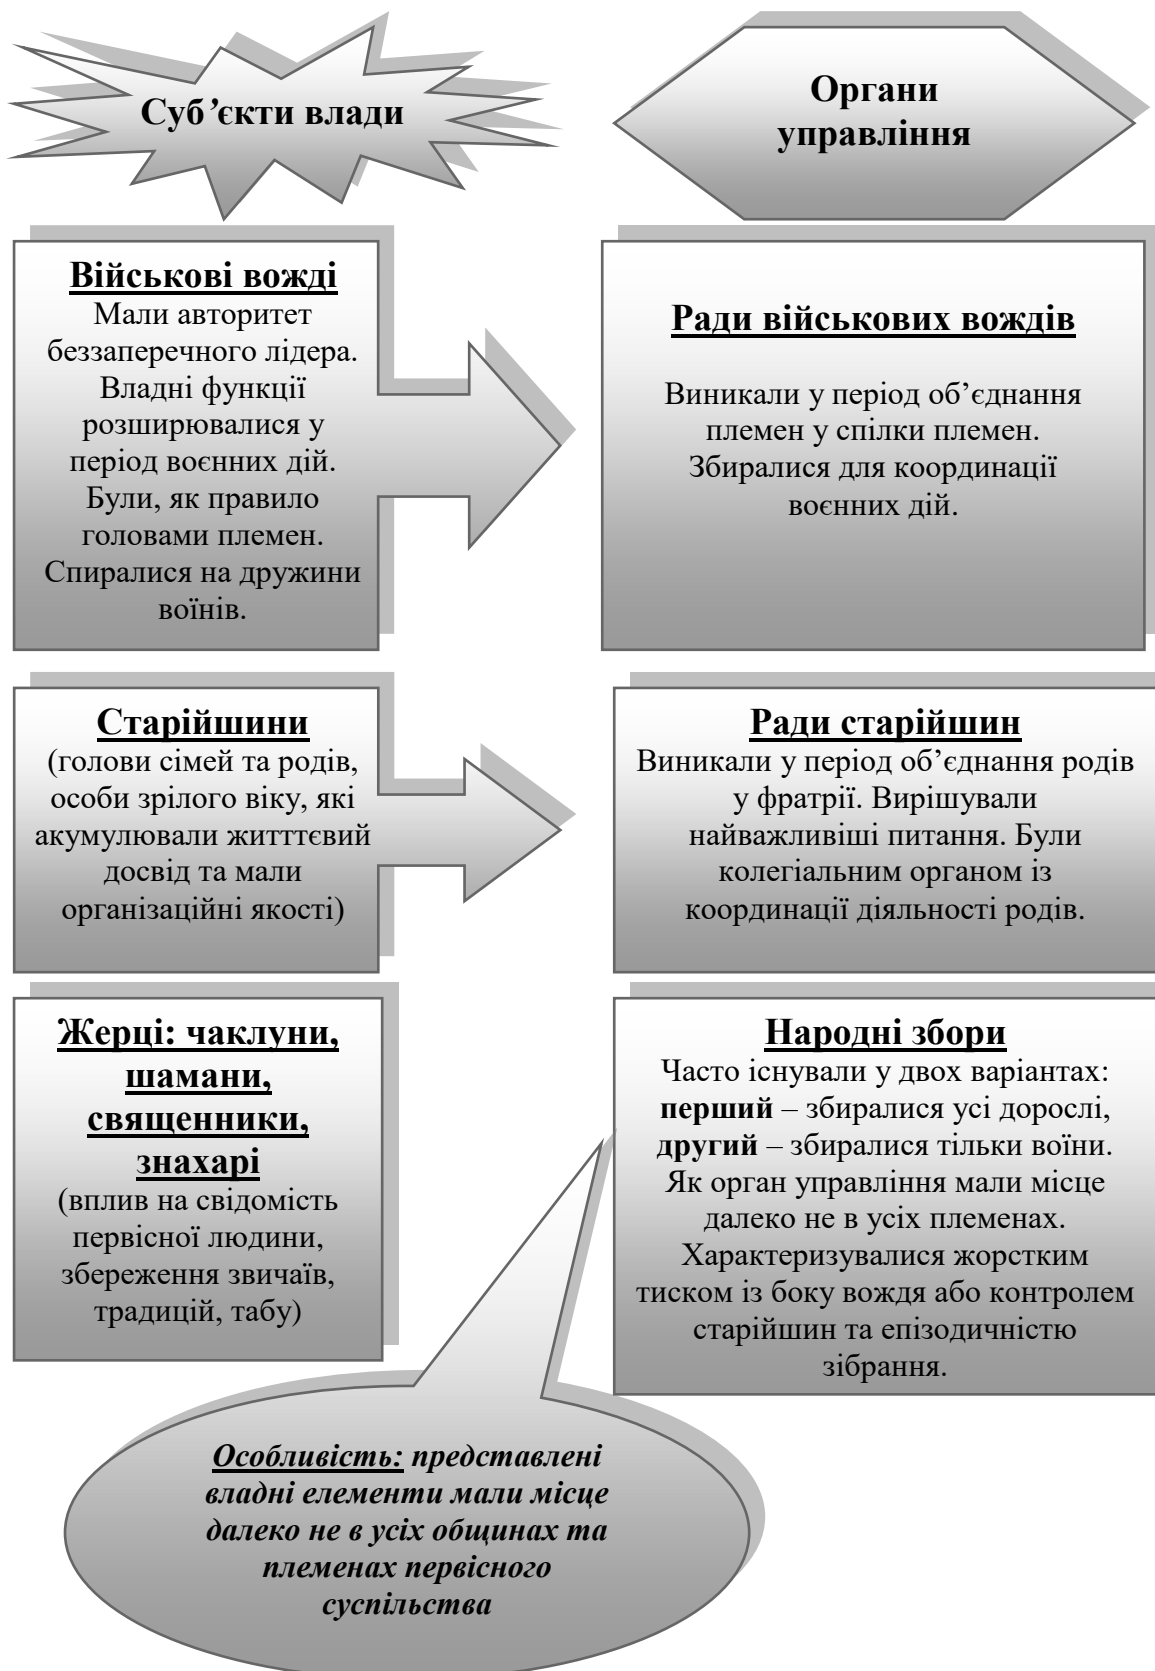 Суб’єкти влади
Органи
управління
Військові вожді
Мали авторитет
беззаперечного лідера.
Владні функції
розширювалися у
період воєнних дій.
Були, як правило
головами племен.
Спиралися на дружини
воїнів.
Ради військових вождів
Виникали у період об’єднання
племен у спілки племен.
Збиралися для координації
воєнних дій.
Старійшини
(голови сімей та родів,
особи зрілого віку, які
акумулювали житттєвий
досвід та мали
організаційні якості)
Ради старійшин
Виникали у період об’єднання родів
у фратрії. Вирішували
найважливіші питання. Були
колегіальним органом із
координації діяльності родів.
Жерці: чаклуни,
шамани,
священники,
знахарі
(вплив на свідомість
первісної людини,
збереження звичаїв,
традицій, табу)
Народні збори
Часто існували у двох варіантах:
перший – збиралися усі дорослі,
другий – збиралися тільки воїни.
Як орган управління мали місце
далеко не в усіх племенах.
Характеризувалися жорстким
тиском із боку вождя або контролем
старійшин та епізодичністю
зібрання.
Особливість: представлені
владні елементи мали місце
далеко не в усіх общинах та
племенах первісного
суспільства